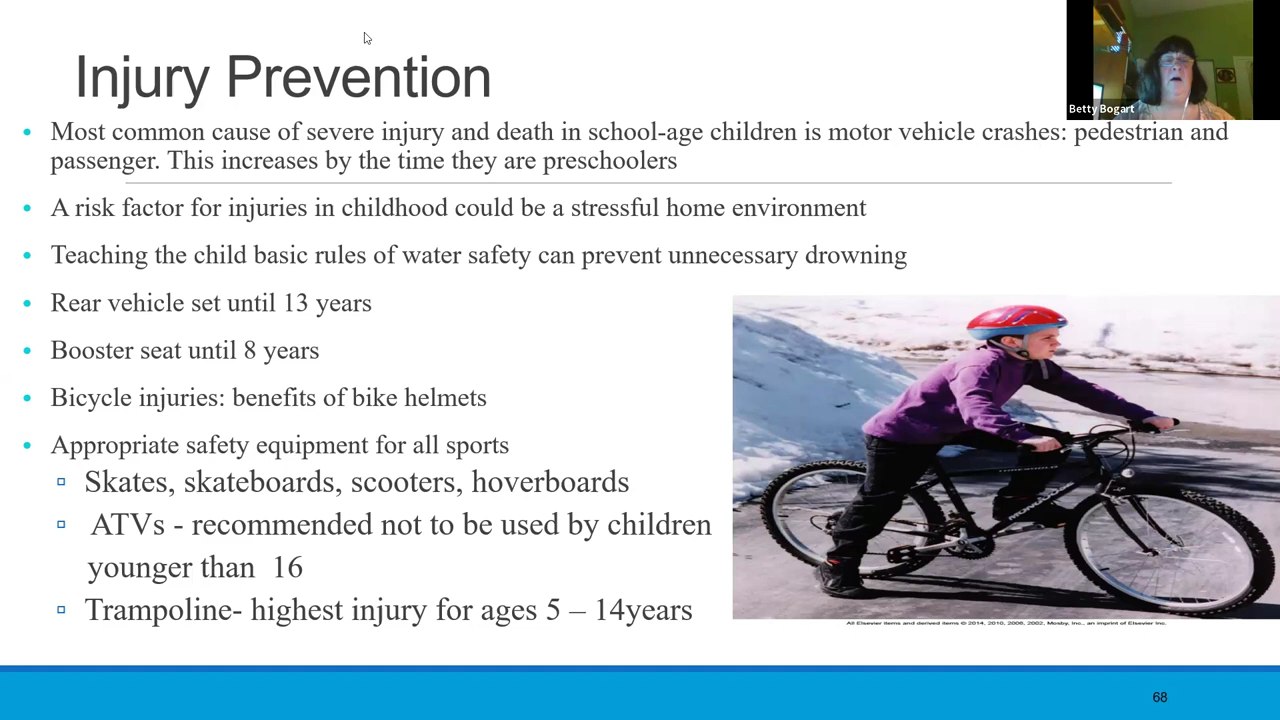 Injury Prevention
Betty Bogart
Most common cause of severe injury and death in school-age children is motor vehicle crashes: pedestrian and
passenger. This increases by the time they are preschoolers
A risk factor for injuries in childhood could be a stressful home environment
Teaching the child basic rules of water safety can prevent unnecessary drowning
Rear vehicle set until 13 years
Booster seat until 8 years
Bicycle injuries: benefits of bike helmets
Appropriate safety equipment for all sports
Skates, skateboards, scooters, hoverboards
ATVs - recommended not to be used by children
younger than 16
Trampoline- highest injury for ages 5 – 14years
All Elsevier items and derived items © 2014, 2010, 2006, 2002, Mosby, Inc., an imprint of Elsevier Inc.
68